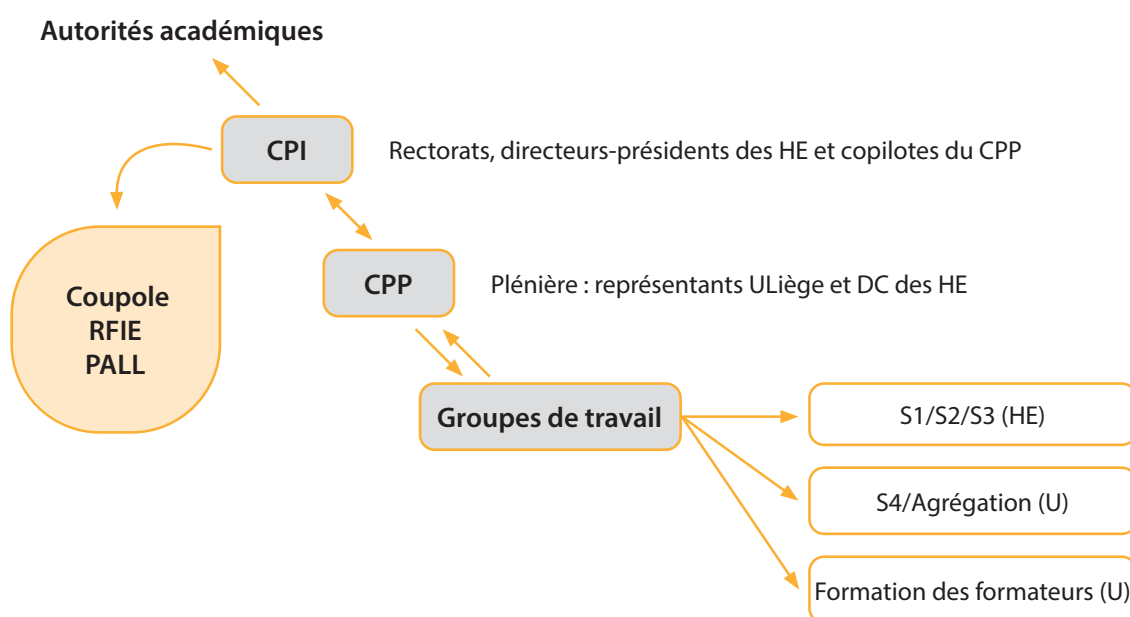 Autorités académiques
CPI
Rectorats, directeurs-présidents des HE et copilotes du CPP
CPP
Plénière : représentants ULiège et DC des HE
Coupole
RFIE
PALL
Groupes de travail
S1/S2/S3 (HE)
S4/Agrégation (U)
Formation des formateurs (U)